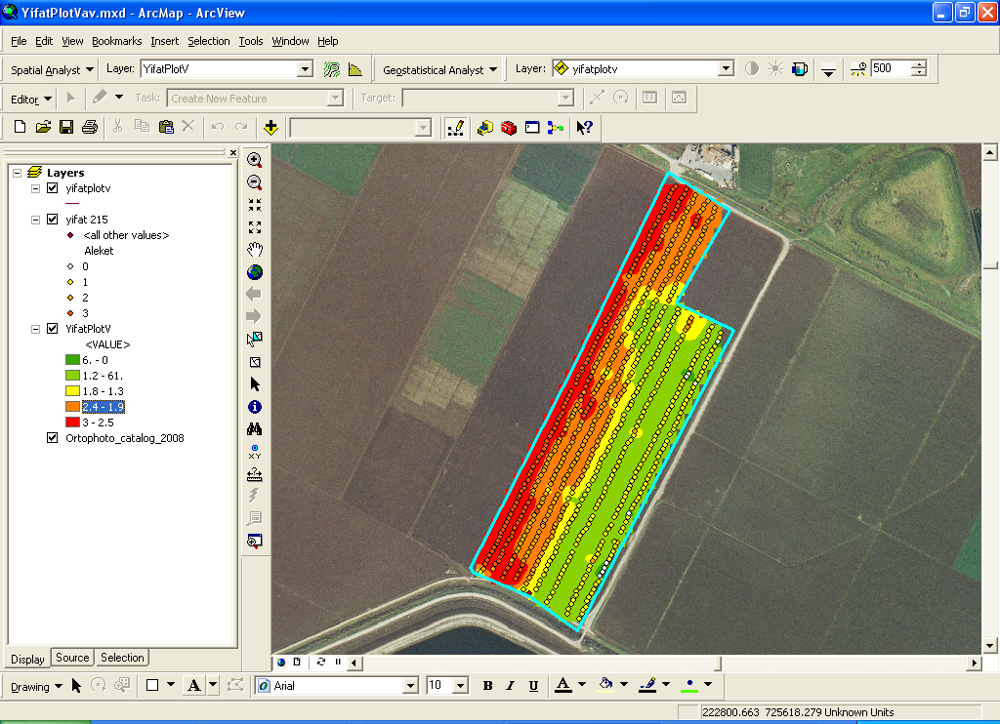 YifatPlotVav.mxd - ArcMap - ArcView
File Edit View Bookmarks Insert Selection Tools Window Help
Spatial Analyst Layer: YifatPlotV Geostatistical Analyst Layer: yifatplotv 500
Editor Task: Create New Feature Target:
Layers
yifatplotv
yifat 215
<all other values>
Aleket
0
1
2
3
YifatPlotV
<VALUE>
6. - 0
1.2 - 61.
1.8 - 1.3
2.4 - 1.9
3 - 2.5
Ortophoto_catalog_2008
XY
Display Source Selection
Drawing A Arial 10 B I U A
222800.663 725618.279 Unknown Units